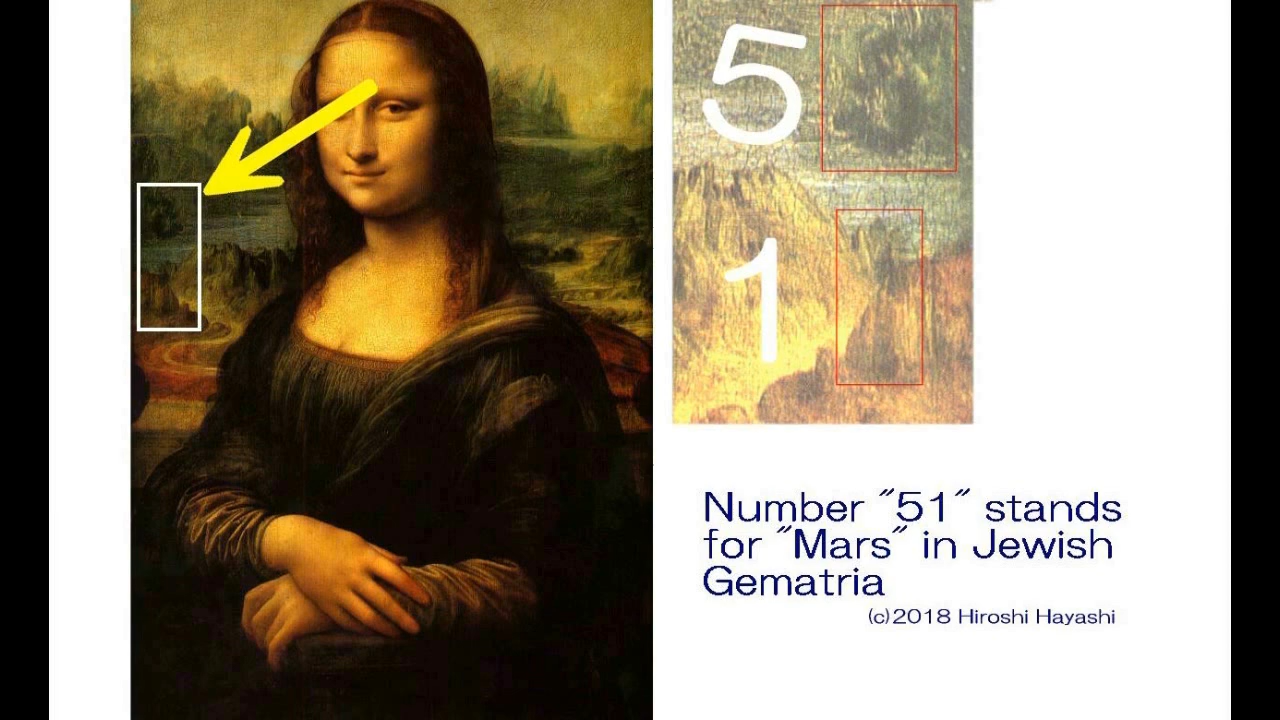 5
1
Number "51" stands
for "Mars" in Jewish
Gematria
(c)2018 Hiroshi Hayashi